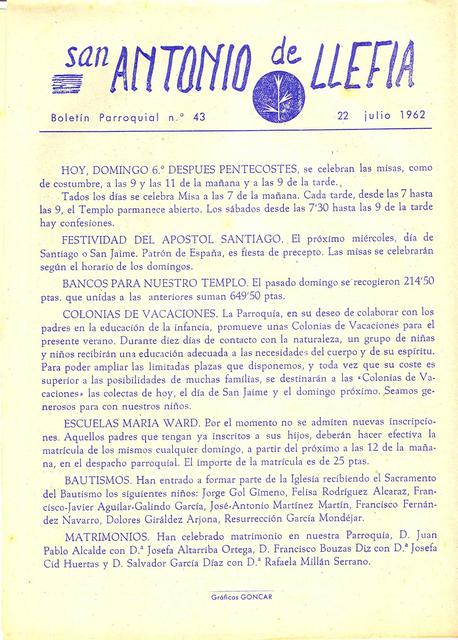 san ANTONIO de LLEFIA
Boletín Parroquial n.º 43 22 julio 1962
HOY, DOMINGO 6.º DESPUES PENTECOSTES, se celebran las misas, como
de costumbre, a las 9 y las 11 de la mañana y a las 9 de la tarde.
Tados los días se celebra Misa a las 7 de la mañana. Cada tarde, desde las 7 hasta
las 9, el Templo parmanece abierto. Los sábados desde las 7'30 hasta las 9 de la tarde
hay confesiones.
FESTIVIDAD DEL APOSTOL SANTIAGO. El próximo miércoles, día de
Santiago o San Jaime. Patrón de España, es fiesta de precepto. Las misas se celebrarán
según el horario de los domingos.
BANCOS PARA NUESTRO TEMPLO. El pasado domingo se recogieron 214'50
ptas. que unidas a las anteriores suman 649'50 ptas.
COLONIAS DE VACACIONES. La Parroquia, en su deseo de colaborar con los
padres en la educación de la infancia, promueve unas Colonias de Vacaciones para el
presente verano. Durante diez días de contacto con la naturaleza, un grupo de niñas
y niños recibirán una educación adecuada a las necesidades del cuerpo y de su espíritu.
Para poder ampliar las limitadas plazas que disponemos, y toda vez que su coste es
superior a las posibilidades de muchas familias, se destinarán a las «Colonias de Va-
caciones» las colectas de hoy, el día de San Jaime y el domingo próximo. Seamos ge-
nerosos para con nuestros niños.
ESCUELAS MARIA WARD. Por el momento no se admiten nuevas inscripcio-
nes. Aquellos padres que tengan ya inscritos a sus hijos, deberán hacer efectiva la
matrícula de los mismos cualquier domingo, a partir del próximo a las 12 de la maña-
na, en el despacho parroquial. El importe de la matrícula es de 25 ptas.
BAUTISMOS. Han entrado a formar parte de la Iglesia recibiendo el Sacramento
del Bautismo los siguientes niños: Jorge Gol Gimeno, Felisa Rodríguez Alcaraz, Fran-
cisco-Javier Aguilar-Galindo García, José-Antonio Martínez Martín, Francisco Fernán-
dez Navarro, Dolores Giráldez Arjona, Resurrección García Mondéjar.
MATRIMONIOS. Han celebrado matrimonio en nuestra Parroquia, D. Juan
Pablo Alcalde con D.ª Josefa Altarriba Ortega, D. Francisco Bouzas Diz con D.ª Josefa
Cid Huertas y D. Salvador García Díaz con D.ª Rafaela Millán Serrano.
Gráficas GONCAR